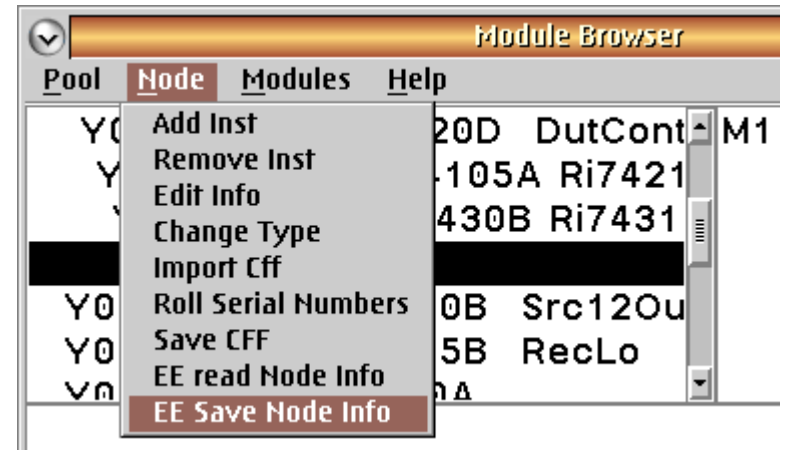 Module Browser
Pool Node Modules Help
Add Inst
Remove Inst
Edit Info
Change Type
Import Cff
Roll Serial Numbers
Save CFF
EE read Node Info
EE Save Node Info
20D DutCont M1
105A Ri7421
430B Ri7431
Y0 0B Src12Ou
Y0 5B RecLo